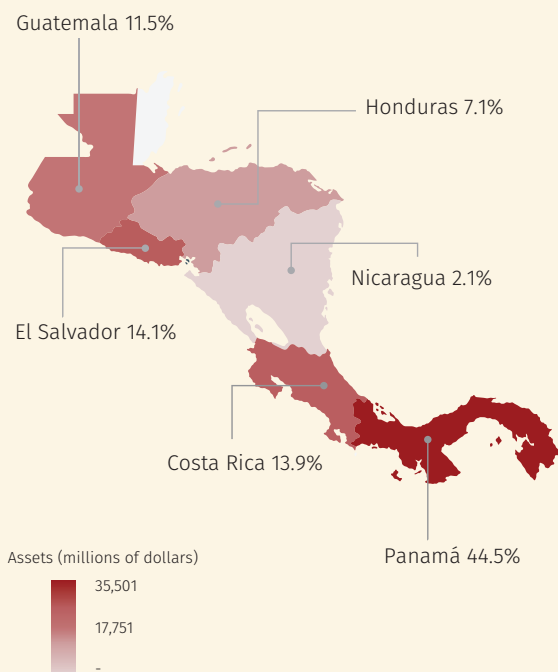 Guatemala 11.5%
Honduras 7.1%
Nicaragua 2.1%
El Salvador 14.1%
Costa Rica 13.9%
Panamá 44.5%
Assets (millions of dollars)
35,501
17,751
-